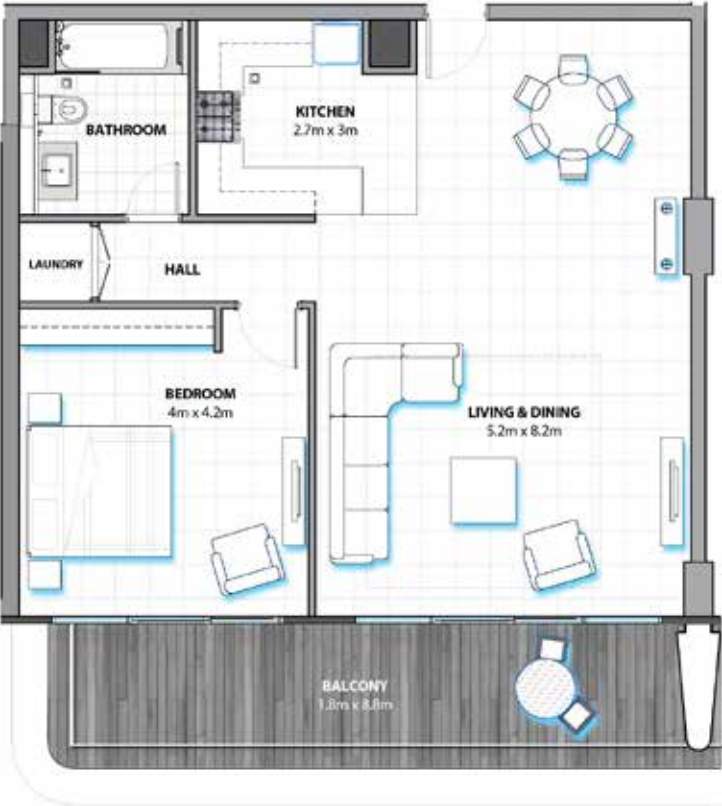 KITCHEN
2.7m x 3m
BATHROOM
LAUNDRY
HALL
BEDROOM
4m x 4.2m
LIVING & DINING
5.2m x 8.2m
BALCONY
1.8m x 8.8m